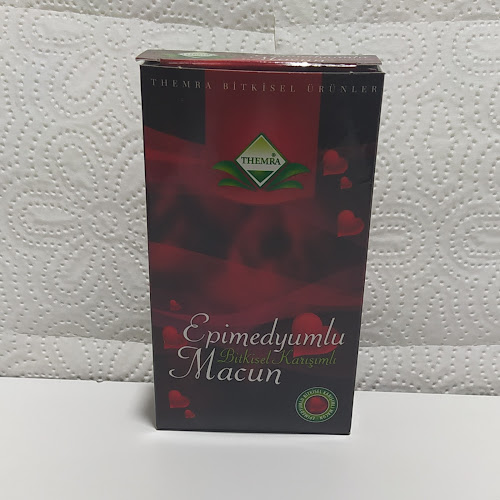 THEMRA BİTKİSEL ÜRÜNLER
THEMRA®
Epimedyumlu
Bitkisel Karışımlı
Macun